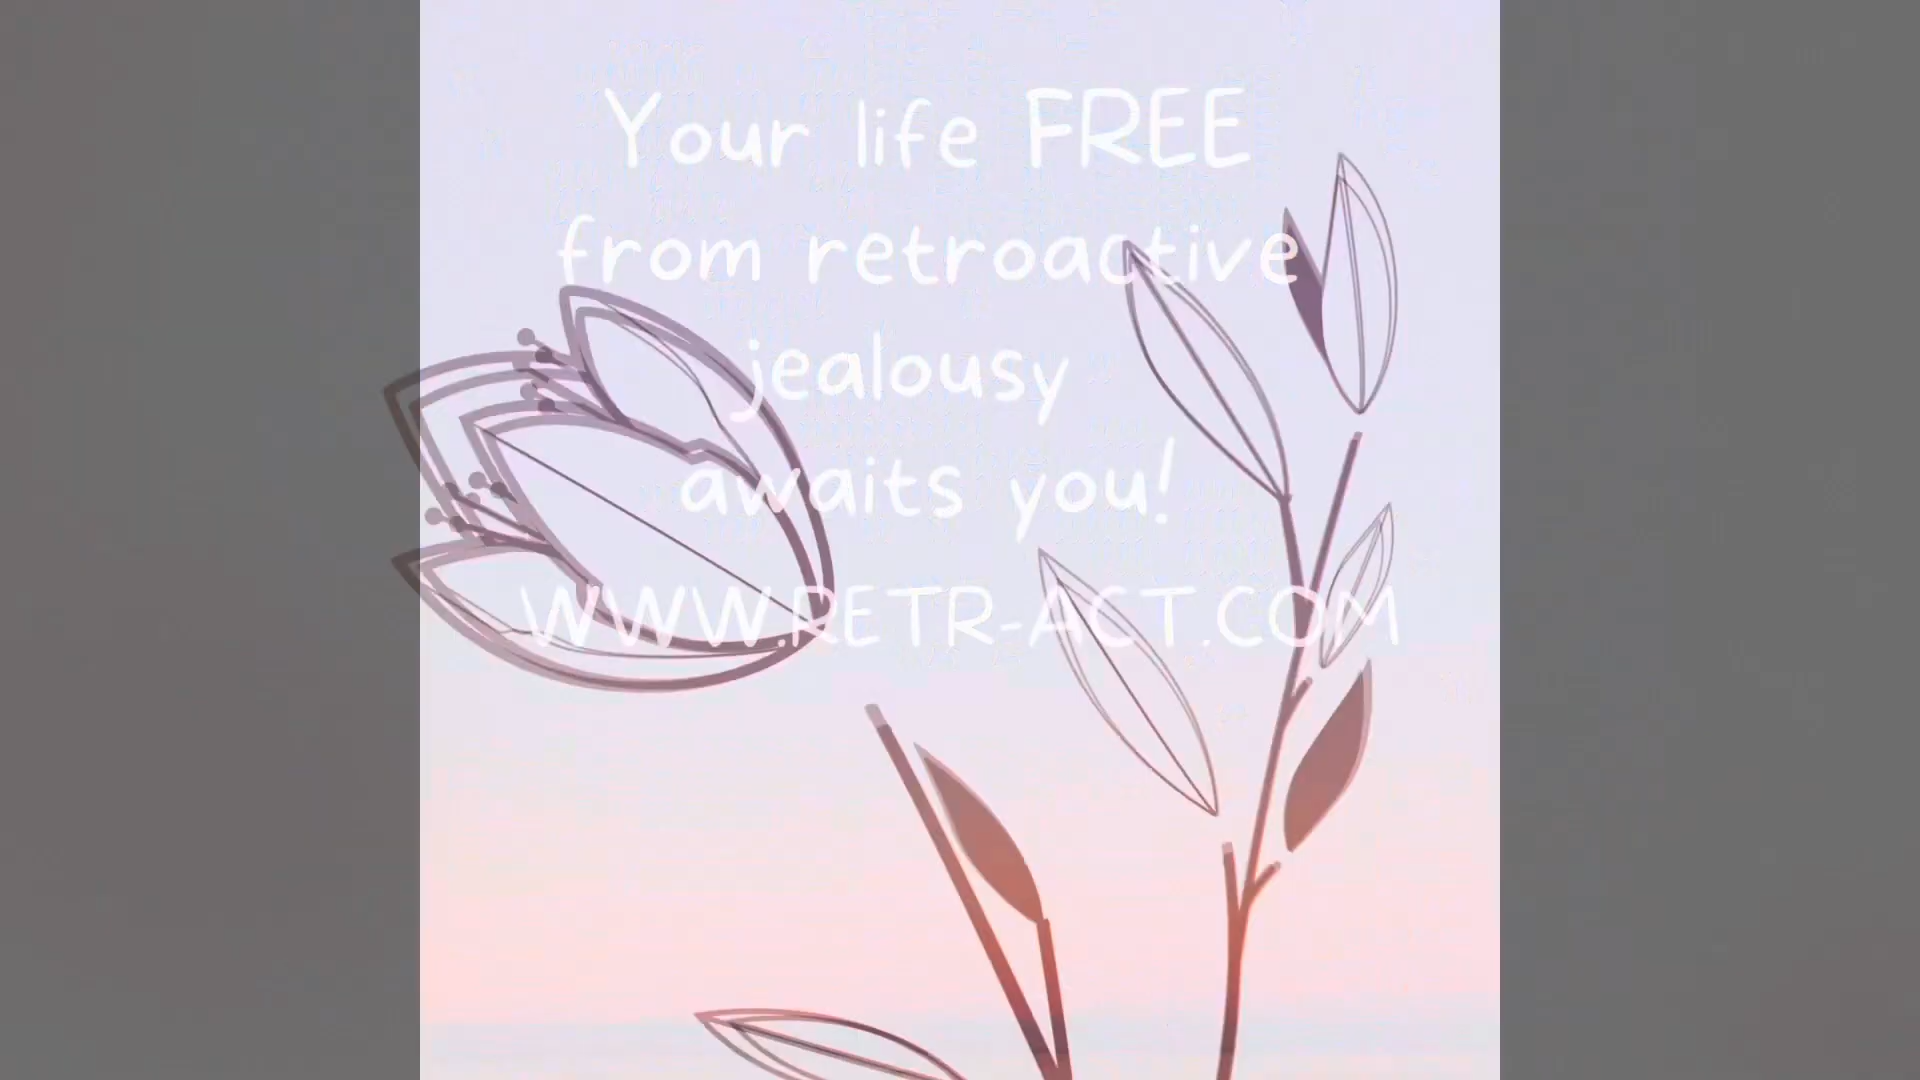 Your life FREE
from retroactive
jealousy
awaits you!
WWW.RETR-ACT.COM